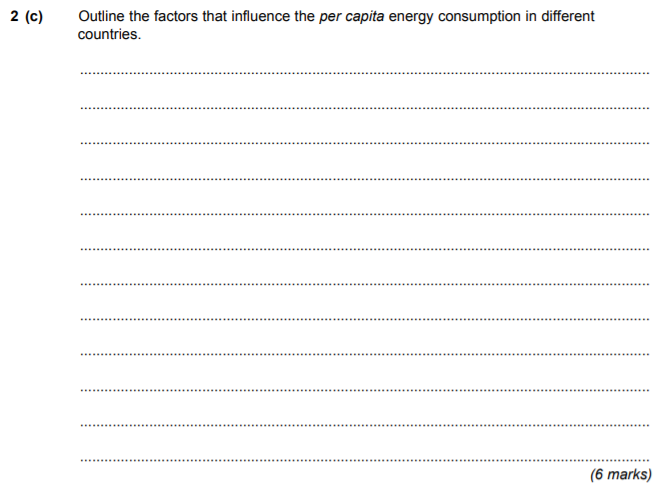 2 (c) Outline the factors that influence the per capita energy consumption in different
countries.
(6 marks)